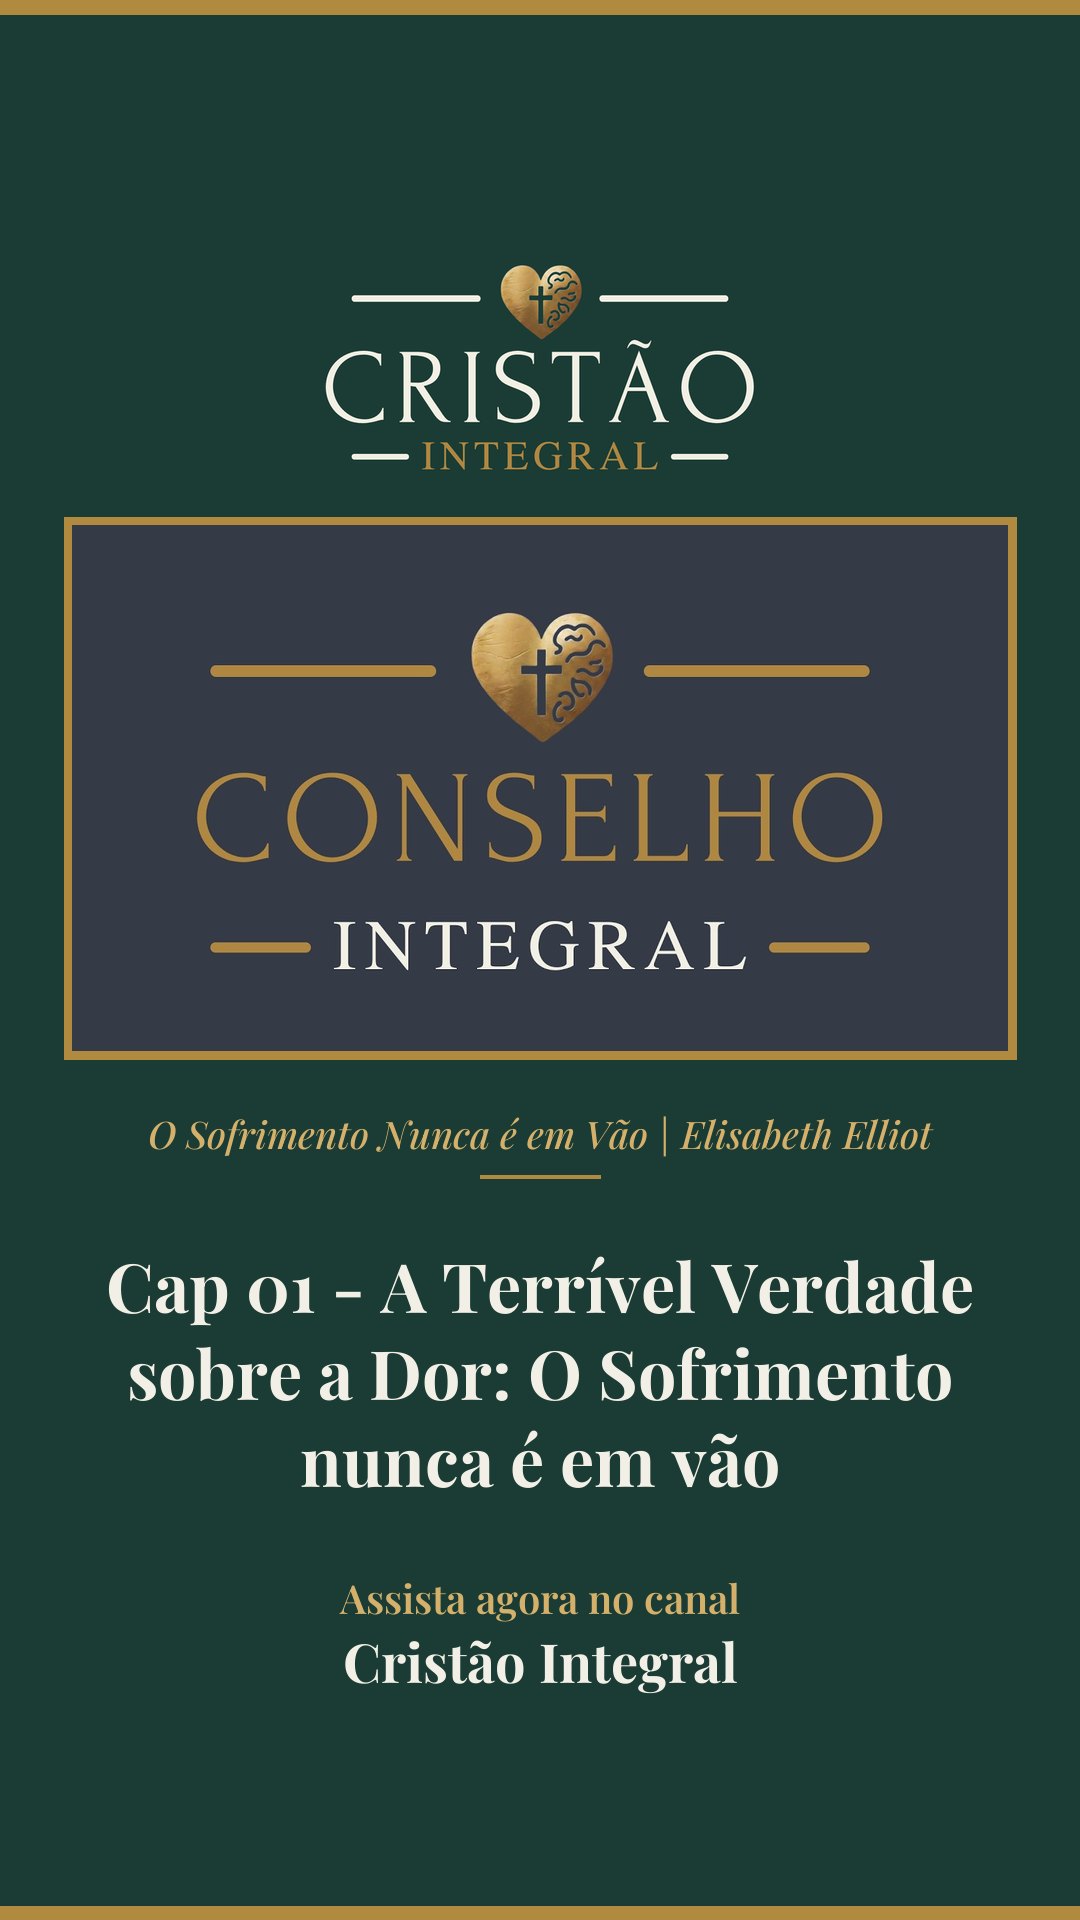 CRISTÃO
INTEGRAL
CONSELHO
INTEGRAL
O Sofrimento Nunca é em Vão | Elisabeth Elliot
Cap 01 - A Terrível Verdade
sobre a Dor: O Sofrimento
nunca é em vão
Assista agora no canal
Cristão Integral